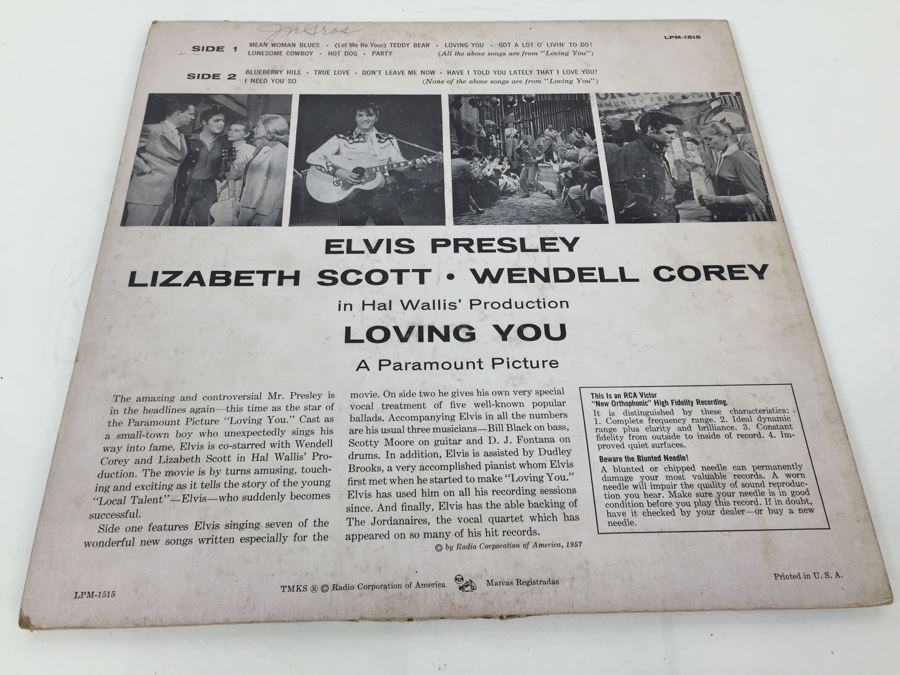 LPM-1515
SIDE 1
MEAN WOMAN BLUES • (Let Me Be Your) TEDDY BEAR • LOVING YOU • GOT A LOT O' LIVIN' TO DO!
LONESOME COWBOY • HOT DOG • PARTY (All the above songs are from "Loving You")
SIDE 2
BLUEBERRY HILL • TRUE LOVE • DON'T LEAVE ME NOW • HAVE I TOLD YOU LATELY THAT I LOVE YOU?
I NEED YOU SO (None of the above songs are from "Loving You")
ELVIS PRESLEY
LIZABETH SCOTT • WENDELL COREY
in Hal Wallis' Production
LOVING YOU
A Paramount Picture
The amazing and controversial Mr. Presley is
in the headlines again—this time as the star of
the Paramount Picture "Loving You." Cast as
a small-town boy who unexpectedly sings his
way into fame, Elvis is co-starred with Wendell
Corey and Lizabeth Scott in Hal Wallis' Pro-
duction. The movie is by turns amusing, touch-
ing and exciting as it tells the story of the young
"Local Talent"—Elvis—who suddenly becomes
successful.
Side one features Elvis singing seven of the
wonderful new songs written especially for the
movie. On side two he gives his own very special
vocal treatment of five well-known popular
ballads. Accompanying Elvis in all the numbers
are his usual three musicians—Bill Black on bass,
Scotty Moore on guitar and D. J. Fontana on
drums. In addition, Elvis is assisted by Dudley
Brooks, a very accomplished pianist whom Elvis
first met when he started to make "Loving You."
Elvis has used him on all his recording sessions
since. And finally, Elvis has the able backing of
The Jordanaires, the vocal quartet which has
appeared on so many of his hit records.
© by Radio Corporation of America, 1957
This Is an RCA Victor
"New Orthophonic" High Fidelity Recording.
It is distinguished by these characteristics:
1. Complete frequency range. 2. Ideal dynamic
range plus clarity and brilliance. 3. Constant
fidelity from outside to inside of record. 4. Im-
proved quiet surfaces.
Beware the Blunted Needle!
A blunted or chipped needle can permanently
damage your most valuable records. A worn
needle will impair the quality of sound reproduc-
tion you hear. Make sure your needle is in good
condition before you play this record. If in doubt,
have it checked by your dealer—or buy a new
needle.
LPM-1515
TMKS ® © Radio Corporation of America
Marcas Registradas
Printed in U. S. A.